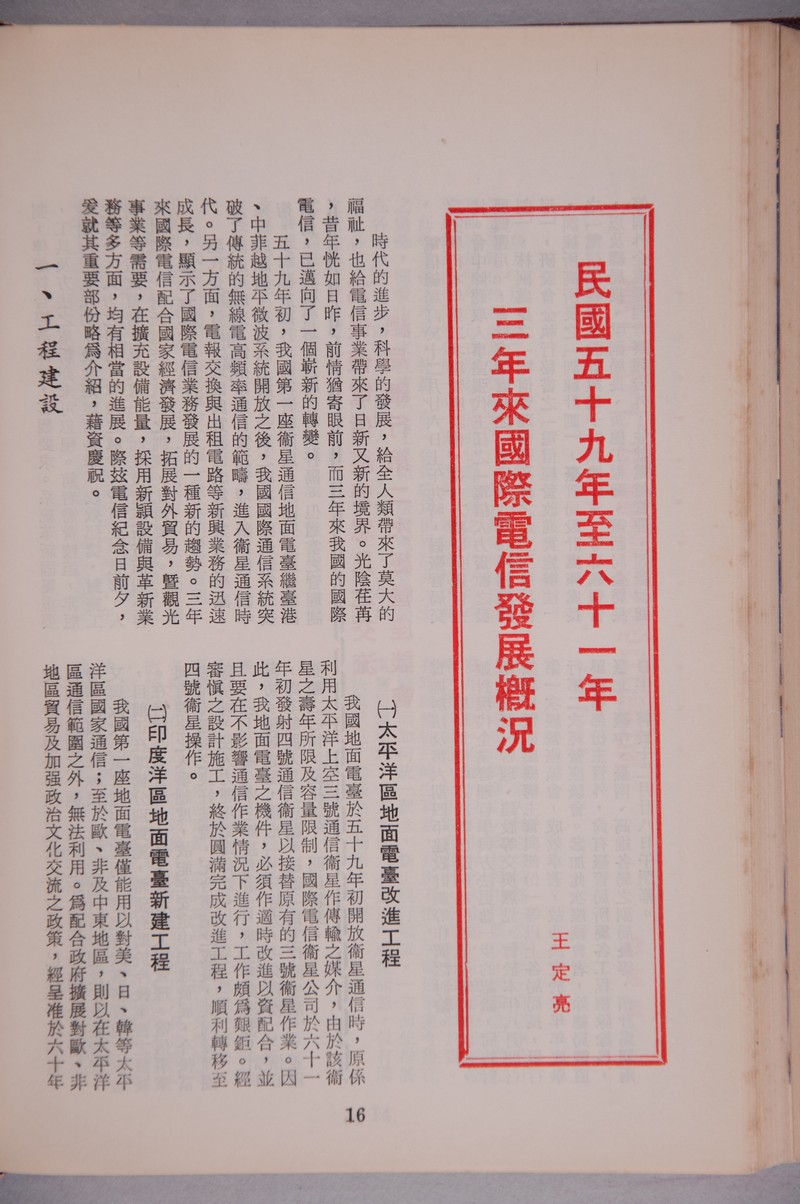 民國五十九年至六十一年
三年來國際電信發展概況
王定亮
時代的進步，科學的發展，給全人類帶來了莫大的
福祉，也給電信事業帶來了日新又新的境界。光陰荏苒
，昔年恍如日昨，前情猶寄眼前，而三年來我國的國際
電信，已邁向了一個嶄新的轉變。
五十九年初，我國第一座衞星通信地面電臺繼臺港
、中菲越地平微波系統開放之後，我國國際通信系統突
破了傳統的無線電高頻率通信的範疇，進入衞星通信時
代。另一方面，電報交換與出租電路等新興業務的迅速
成長，顯示了國際電信業務發展的一種新的趨勢。三年
來國際電信配合國家經濟發展，拓展對外貿易，暨觀光
事業等需要，在擴充設備能量，採用新穎設備與革新業
務等多方面，均有相當的進展。際玆電信紀念日前夕，
爰就其重要部份略爲介紹，藉資慶祝。
一、工程建設
㈠太平洋區地面電臺改進工程
我國地面電臺於五十九年初開放衞星通信時，原係
利用太平洋上空三號通信衞星作傳輸之媒介，由於該衞
星之壽年所限及容量限制，國際電信衞星公司於六十一
年初發射四號通信衞星以接替原有的三號衞星作業。因
此，我地面電臺之機件，必須作適時改進以資配合，並
且要在不影響通信作業情況下進行，工作頗爲艱鉅。經
審慎之設計施工，終於圓滿完成改進工程，順利轉移至
四號衞星操作。
㈡印度洋區地面電臺新建工程
我國第一座地面電臺僅能用以對美、日、韓等太平
洋區國家通信；至於歐、非及中東地區，則以在太平洋
區通信範圍之外，無法利用。爲配合政府擴展對歐、非
地區貿易及加强政治文化交流之政策，經呈准於六十年
16